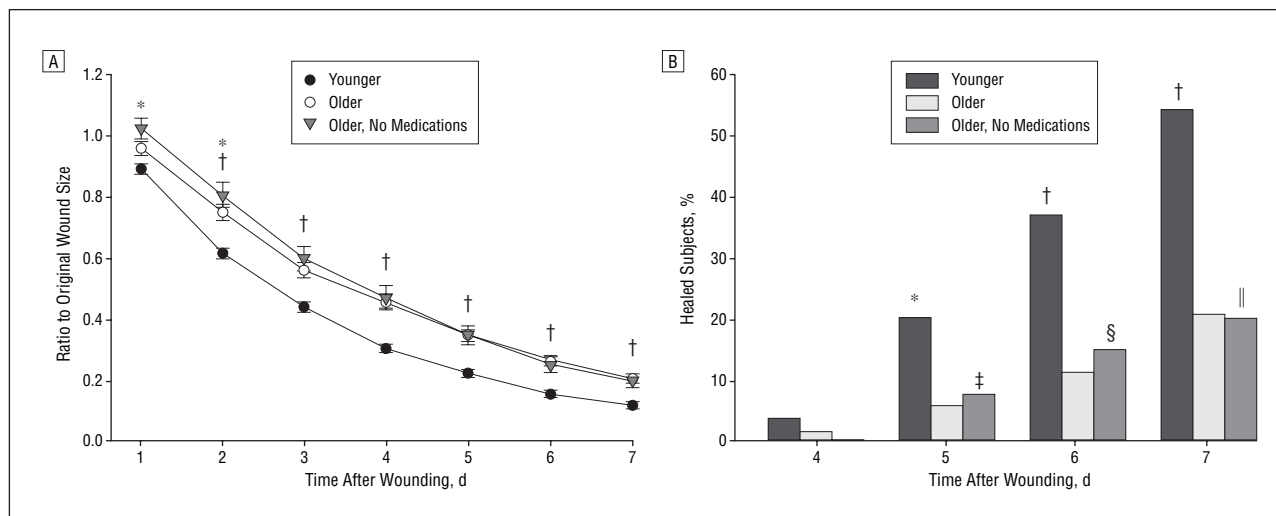 A
1.2
1.0
0.8
0.6
0.4
0.2
0.0
Ratio to Original Wound Size
Younger
Older
Older, No Medications
*
*
†
†
†
†
†
†
1 2 3 4 5 6 7
Time After Wounding, d
B
60
50
40
30
20
10
0
Healed Subjects, %
Younger
Older
Older, No Medications
*
‡
†
§
†
||
4 5 6 7
Time After Wounding, d